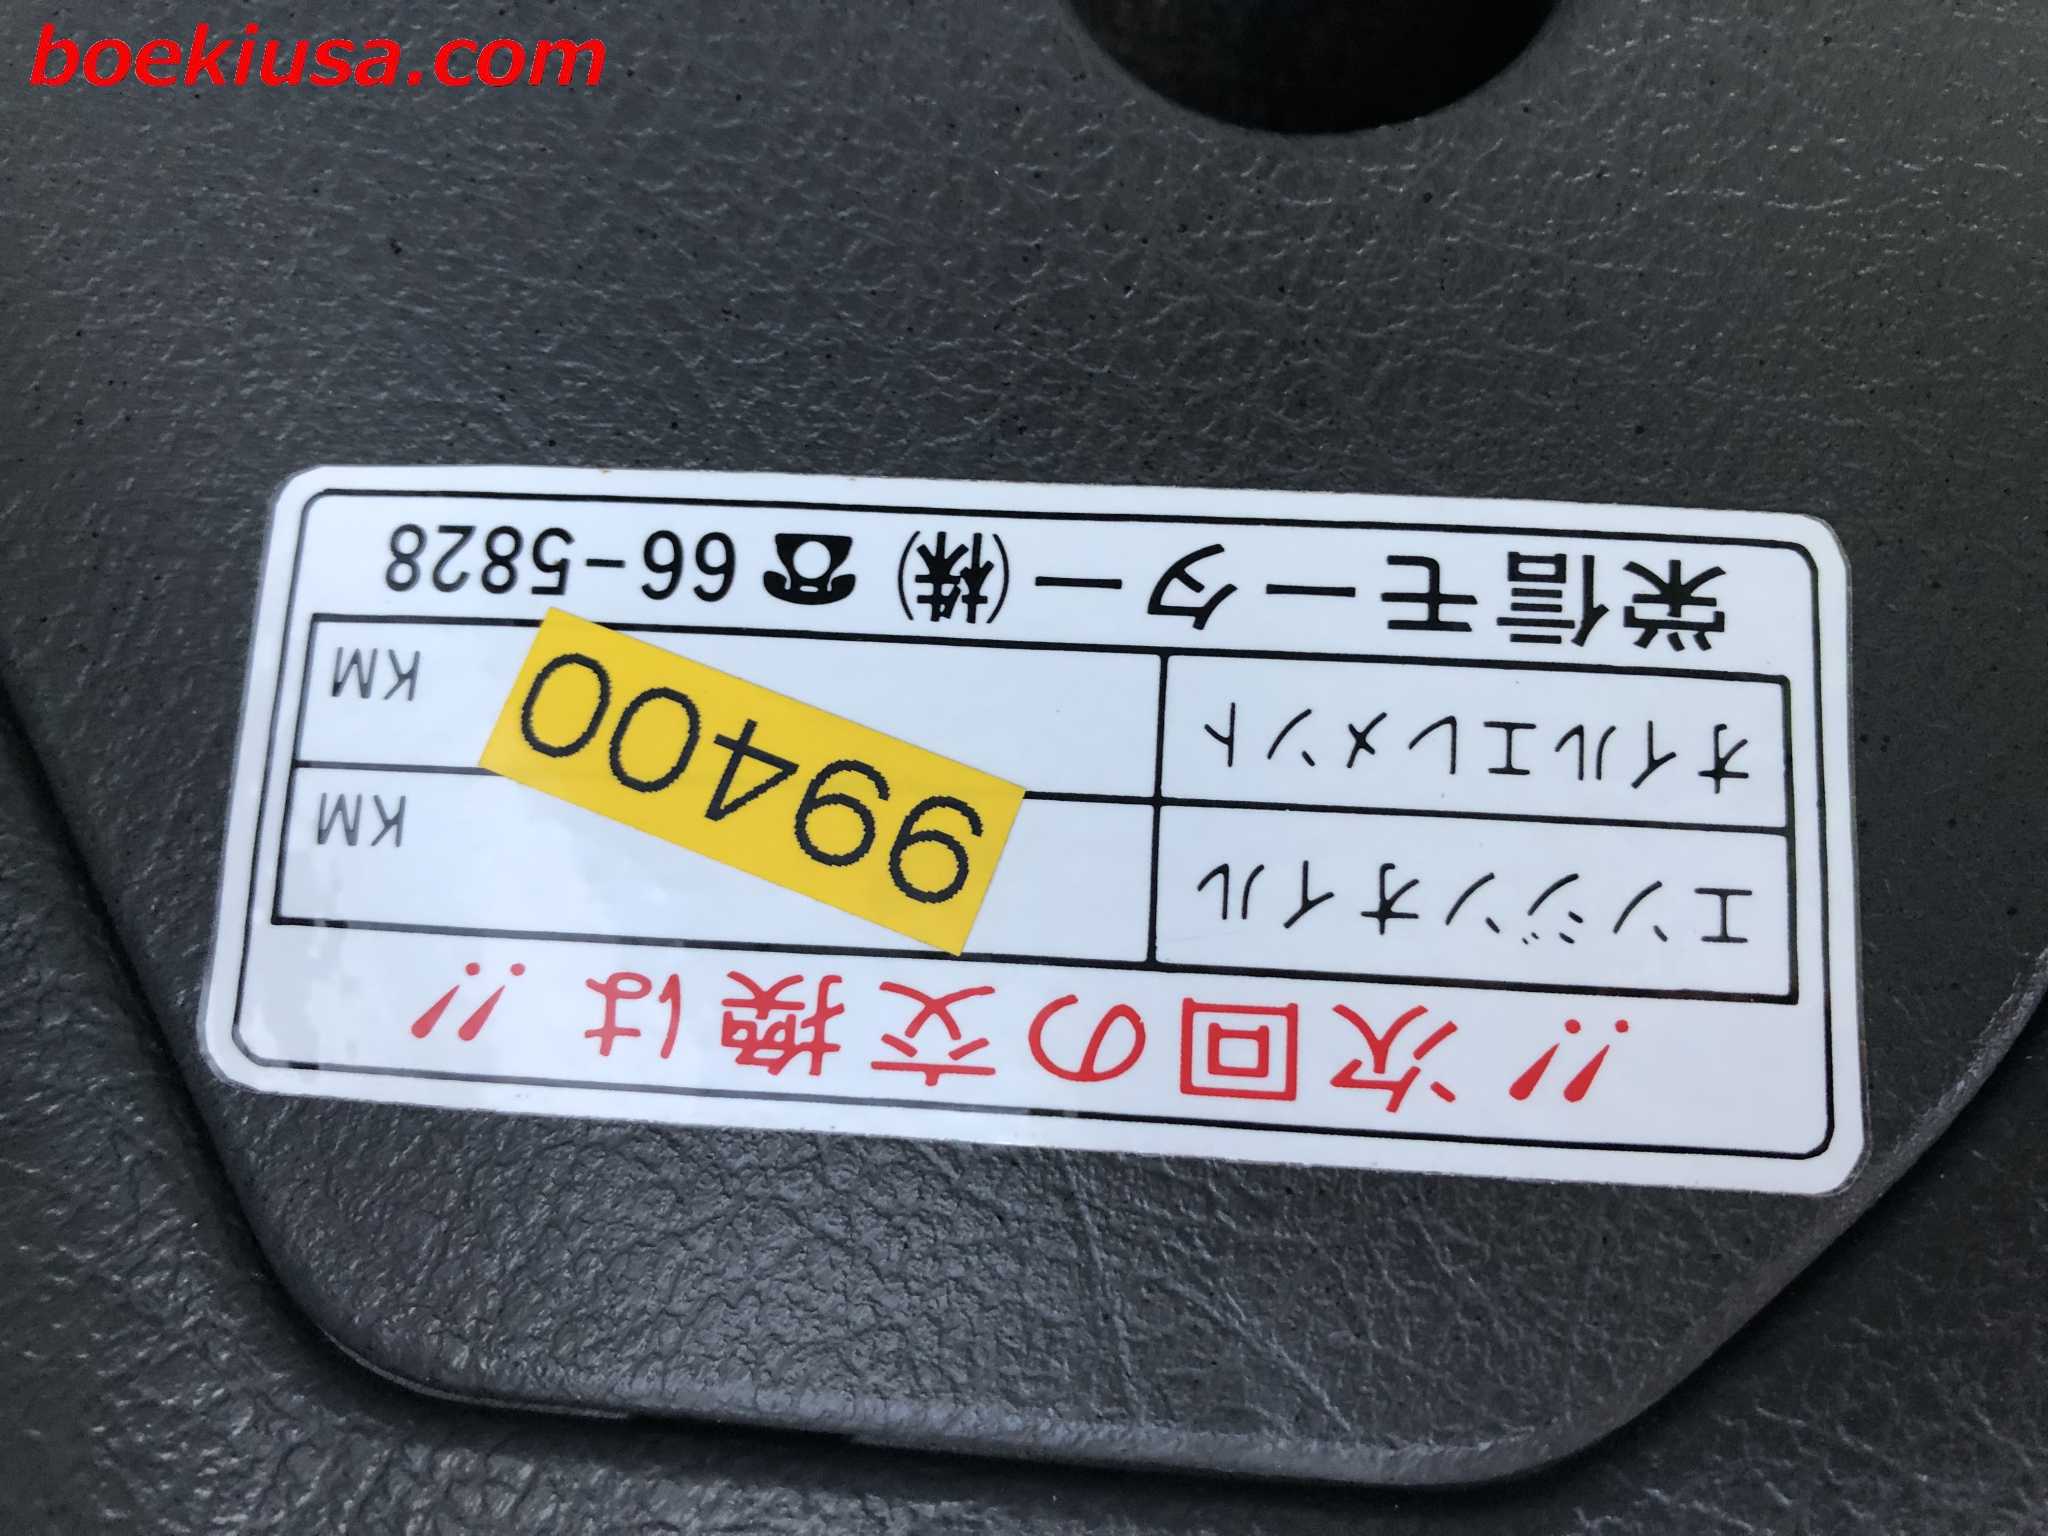 boekiusa.com
!!次回の交換は!!
エンジンオイル KM
99400
オイルエレメント KM
栄信モーター㈱ ☎66-5828